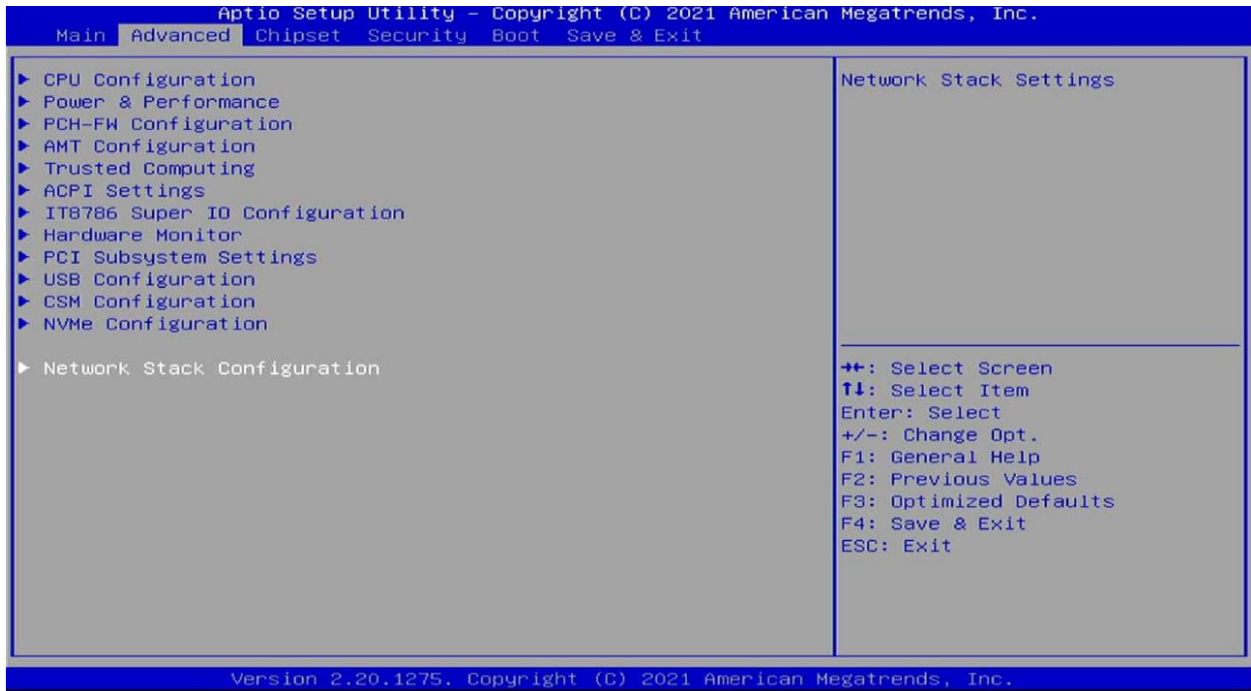 Aptio Setup Utility – Copyright (C) 2021 American Megatrends, Inc.
Main Advanced Chipset Security Boot Save & Exit
▶ CPU Configuration
▶ Power & Performance
▶ PCH-FW Configuration
▶ AMT Configuration
▶ Trusted Computing
▶ ACPI Settings
▶ IT8786 Super IO Configuration
▶ Hardware Monitor
▶ PCI Subsystem Settings
▶ USB Configuration
▶ CSM Configuration
▶ NVMe Configuration
▶ Network Stack Configuration
Network Stack Settings
→←: Select Screen
↑↓: Select Item
Enter: Select
+/-: Change Opt.
F1: General Help
F2: Previous Values
F3: Optimized Defaults
F4: Save & Exit
ESC: Exit
Version 2.20.1275. Copyright (C) 2021 American Megatrends, Inc.